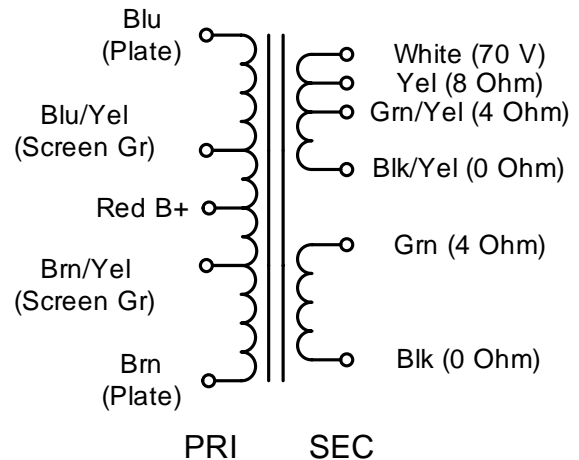 Blu
(Plate)
Blu/Yel
(Screen Gr)
Red B+
Brn/Yel
(Screen Gr)
Brn
(Plate)
White (70 V)
Yel (8 Ohm)
Grn/Yel (4 Ohm)
Blk/Yel (0 Ohm)
Grn (4 Ohm)
Blk (0 Ohm)
PRI
SEC